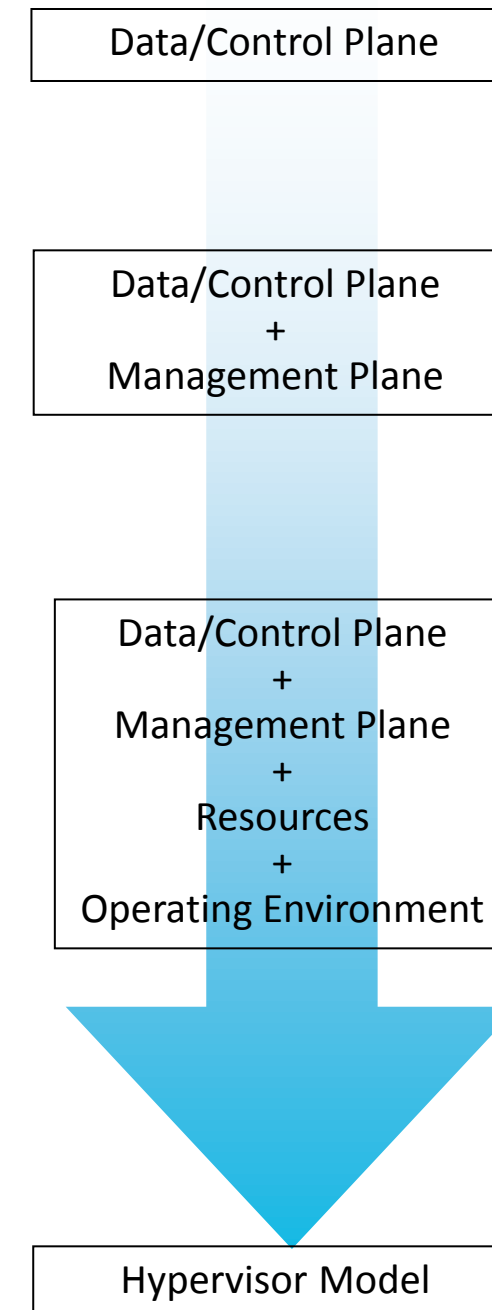 Data/Control Plane
Data/Control Plane
+
Management Plane
Data/Control Plane
+
Management Plane
+
Resources
+
Operating Environment
Hypervisor Model